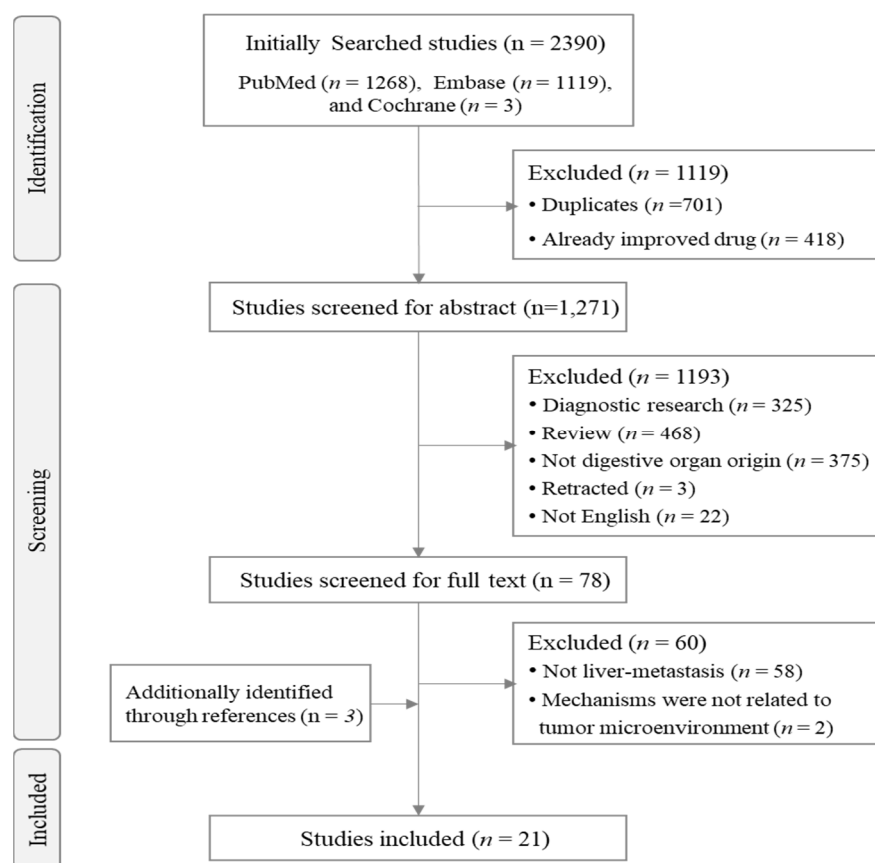 Identification
Initially Searched studies (n = 2390)
PubMed (n = 1268), Embase (n = 1119),
and Cochrane (n = 3)
Excluded (n = 1119)
• Duplicates (n =701)
• Already improved drug (n = 418)
Screening
Studies screened for abstract (n=1,271)
Excluded (n = 1193)
• Diagnostic research (n = 325)
• Review (n = 468)
• Not digestive organ origin (n = 375)
• Retracted (n = 3)
• Not English (n = 22)
Studies screened for full text (n = 78)
Excluded (n = 60)
• Not liver-metastasis (n = 58)
• Mechanisms were not related to
tumor microenvironment (n = 2)
Additionally identified
through references (n = 3)
Included
Studies included (n = 21)